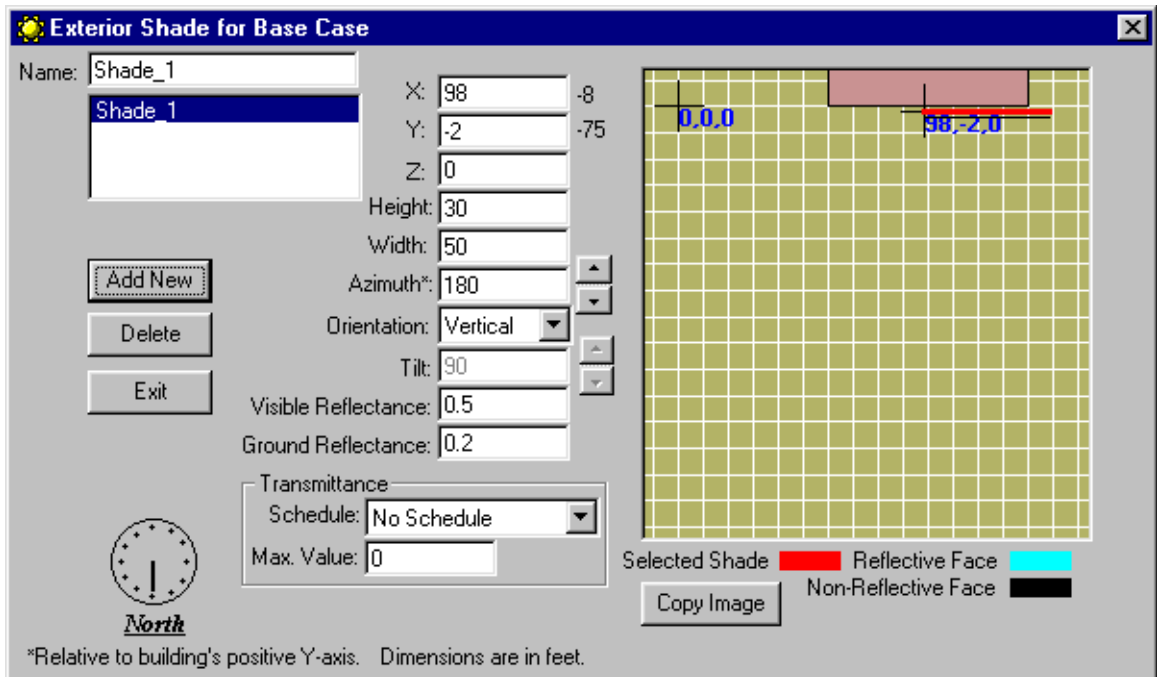 Exterior Shade for Base Case
Name: Shade_1
Shade_1
X: 98 -8
Y: -2 -75
Z: 0
Height: 30
Width: 50
Azimuth*: 180
Orientation: Vertical
Tilt: 90
Visible Reflectance: 0.5
Ground Reflectance: 0.2
Add New
Delete
Exit
Transmittance
Schedule: No Schedule
Max. Value: 0
North
0,0,0
98,-2,0
Selected Shade Reflective Face
Non-Reflective Face
Copy Image
*Relative to building's positive Y-axis. Dimensions are in feet.